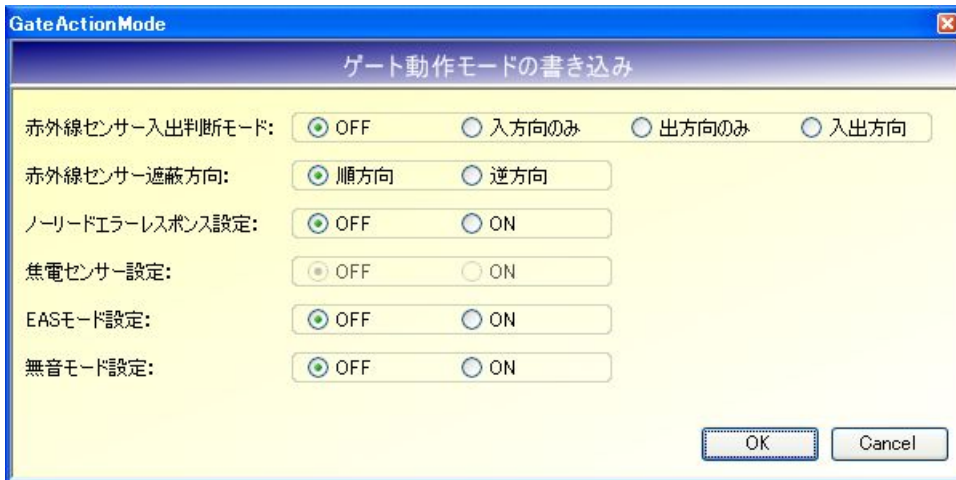 GateActionMode
ゲート動作モードの書き込み
赤外線センサー入出判断モード: OFF 入方向のみ 出方向のみ 入出方向
赤外線センサー遮蔽方向: 順方向 逆方向
ノーリードエラーレスポンス設定: OFF ON
焦電センサー設定: OFF ON
EASモード設定: OFF ON
無音モード設定: OFF ON
OK Cancel